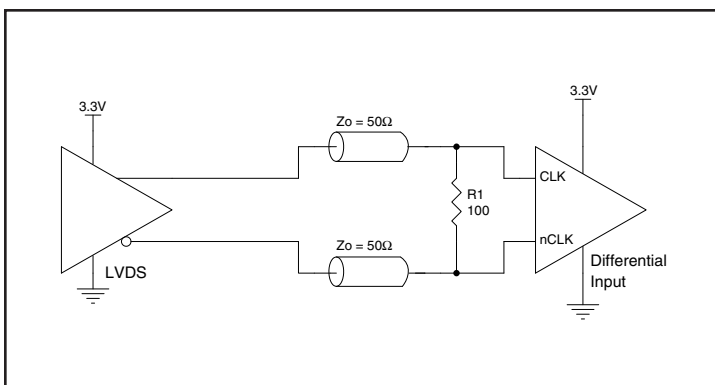 3.3V
3.3V
Zo = 50Ω
CLK
R1
100
nCLK
Zo = 50Ω
LVDS
Differential
Input